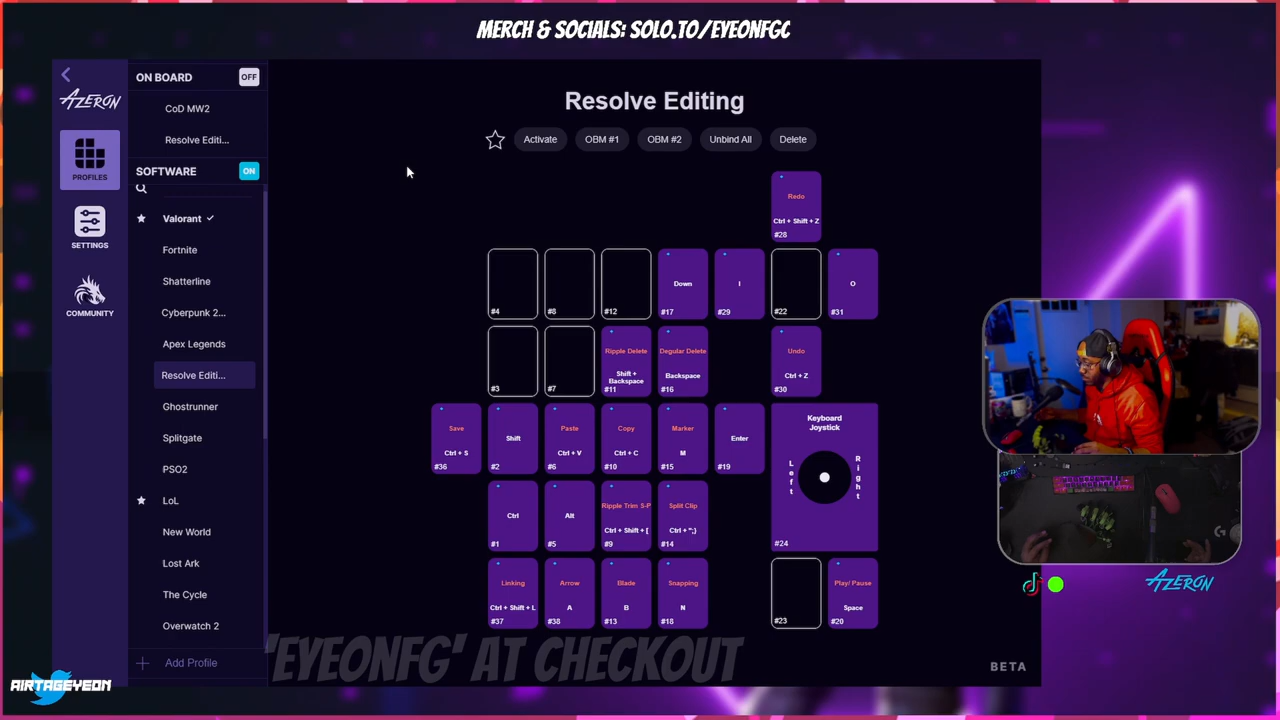 MERCH & SOCIALS: SOLO.TO/EYEONFGC
AZERON
PROFILES
SETTINGS
COMMUNITY
ON BOARD
OFF
CoD MW2
Resolve Editi...
SOFTWARE
ON
Valorant
Fortnite
Shatterline
Cyberpunk 2...
Apex Legends
Resolve Editi...
Ghostrunner
Splitgate
PSO2
LoL
New World
Lost Ark
The Cycle
Overwatch 2
Add Profile
Resolve Editing
Activate
OBM #1
OBM #2
Unbind All
Delete
Redo
Ctrl + Shift + Z
#28
#4
#8
#12
Down
#17
I
#29
#22
O
#31
#3
#7
Ripple Delete
Shift +
Backspace
#11
Degular Delete
Backspace
#16
Undo
Ctrl + Z
#30
Save
Ctrl + S
#36
Shift
#2
Paste
Ctrl + V
#6
Copy
Ctrl + C
#10
Marker
M
#15
Enter
#19
Keyboard
Joystick
Left
Right
#24
Ctrl
#1
Alt
#5
Ripple Trim S-P
Ctrl + Shift + [
#9
Split Clip
Ctrl + ";)
#14
Linking
Ctrl + Shift + L
#37
Arrow
A
#38
Blade
B
#13
Snapping
N
#18
#23
Play/ Pause
Space
#20
'EYEONFG' AT CHECKOUT
BETA
AIRTAGEYEON
AZERON